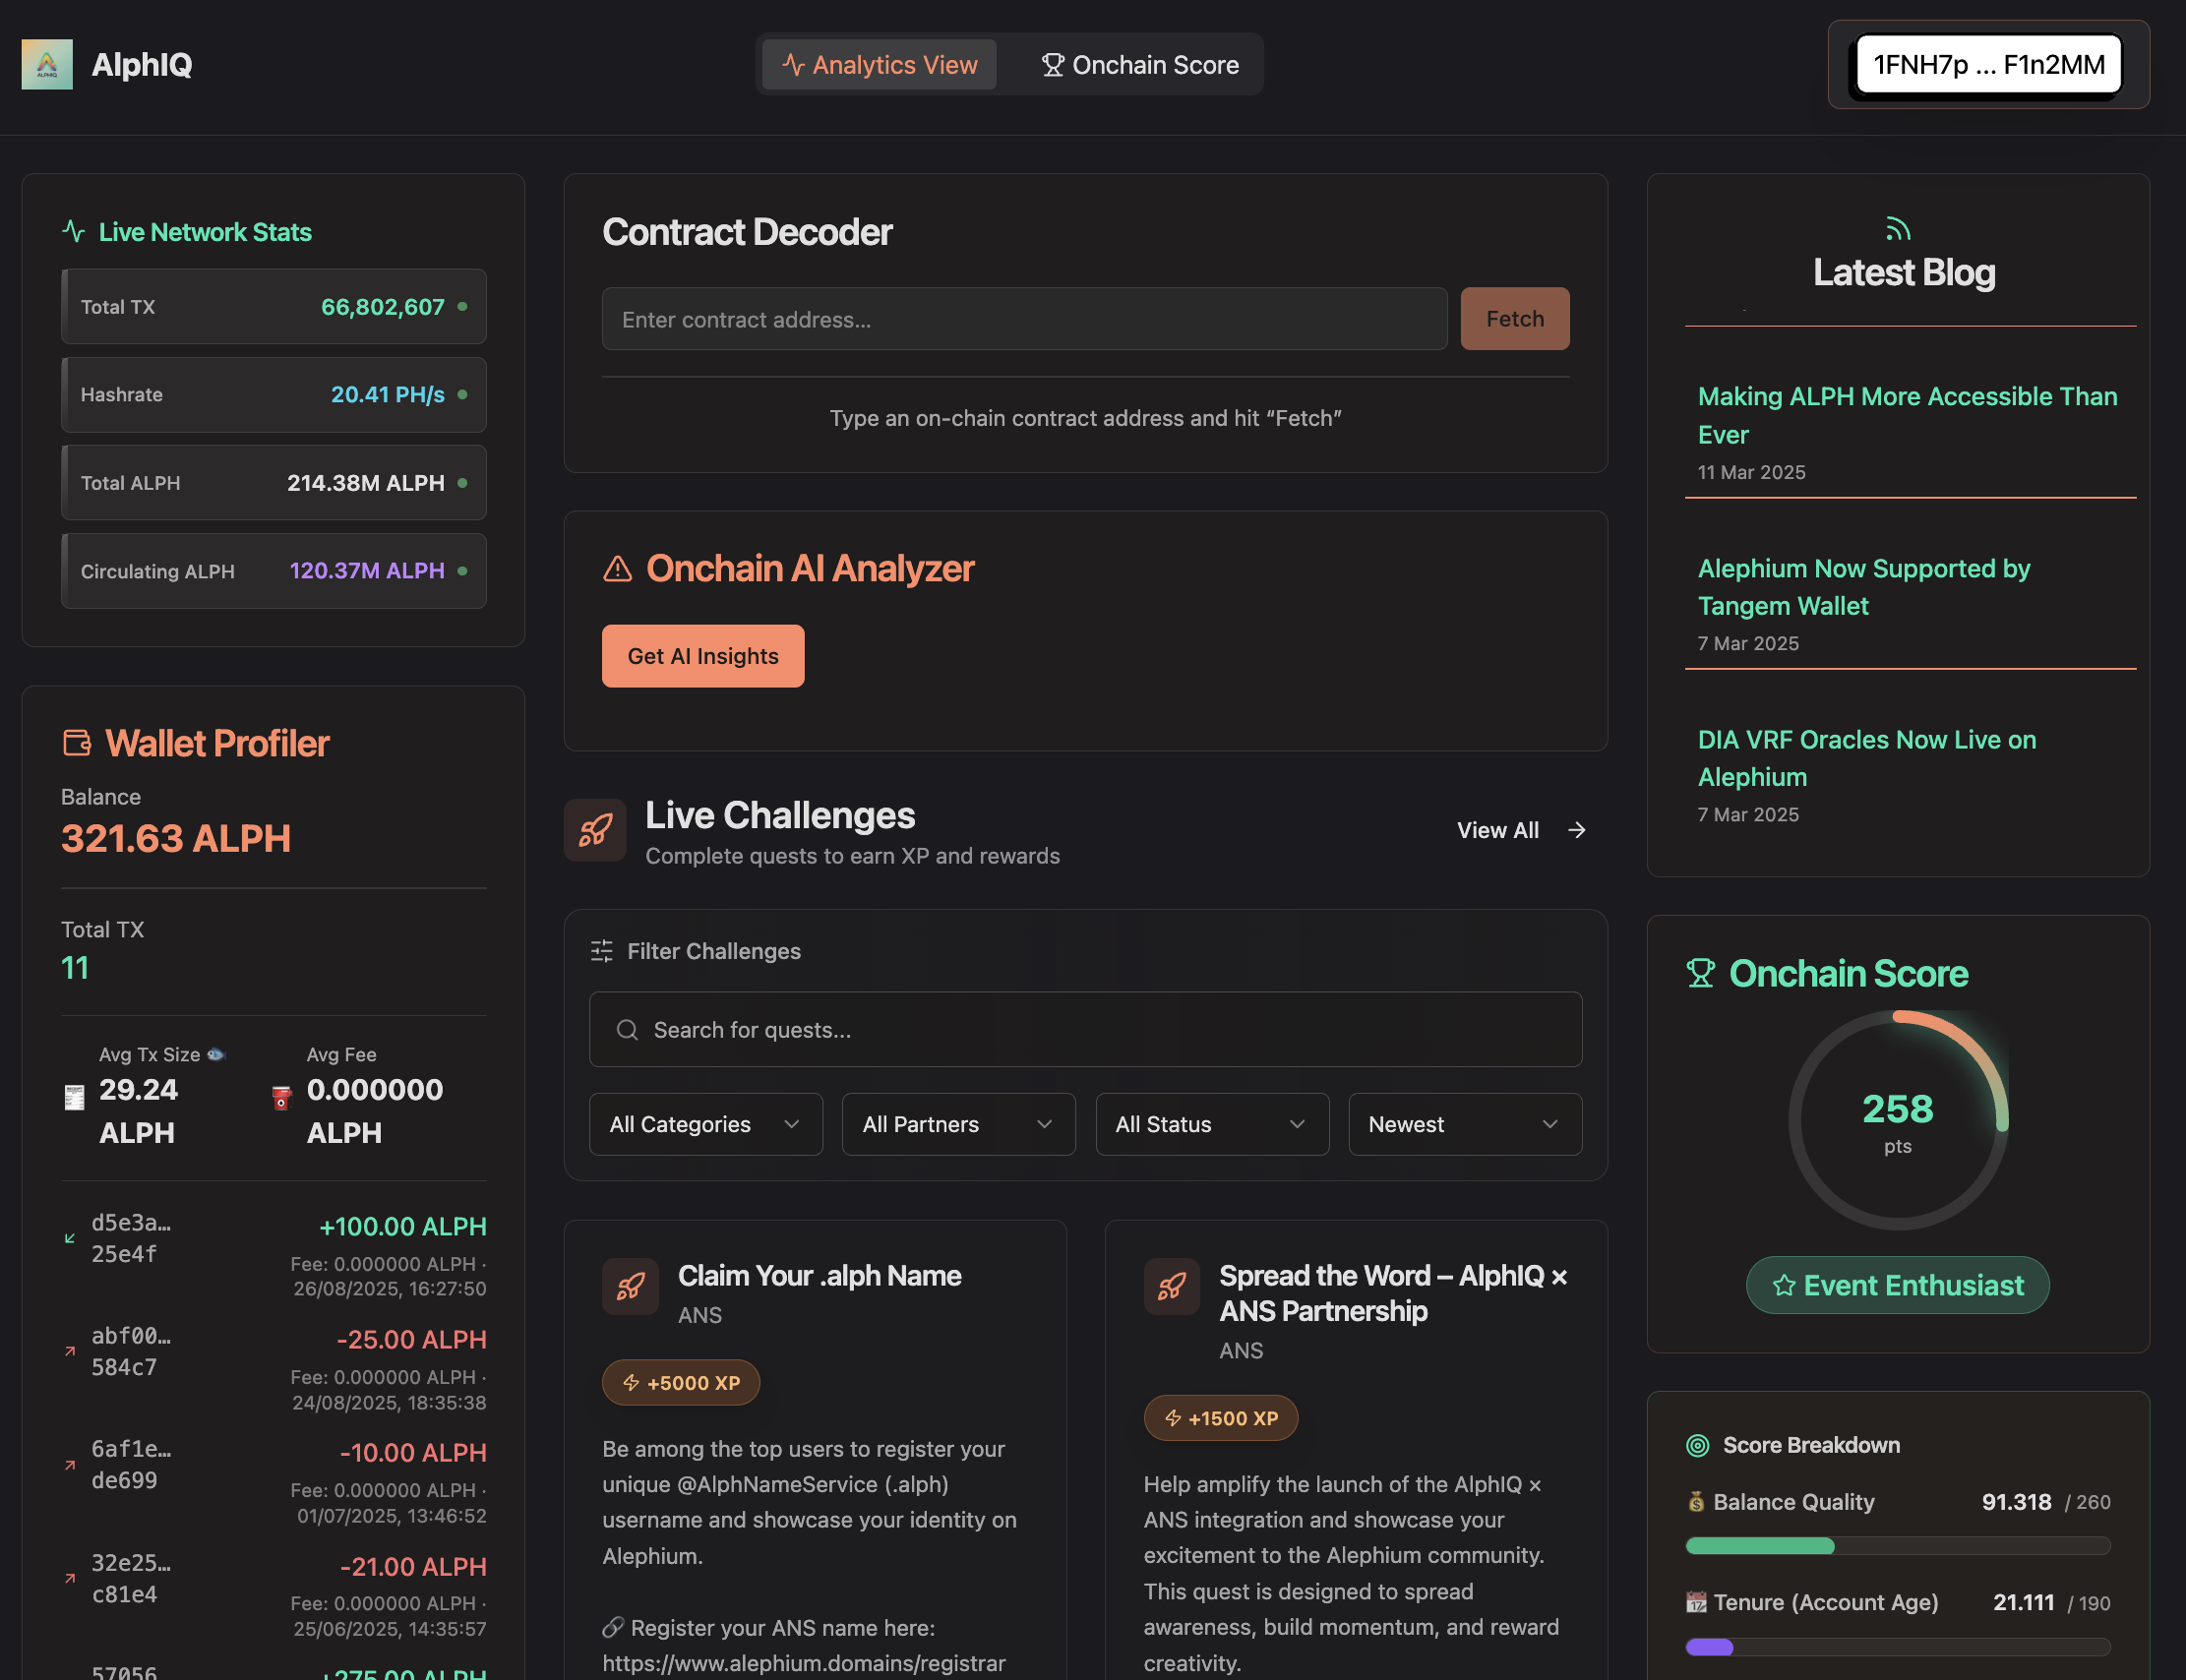 AlphIQ
Analytics View
Onchain Score
1FNH7p ... F1n2MM
Live Network Stats
Total TX 66,802,607
Hashrate 20.41 PH/s
Total ALPH 214.38M ALPH
Circulating ALPH 120.37M ALPH
Wallet Profiler
Balance
321.63 ALPH
Total TX
11
Avg Tx Size 🐟
29.24
ALPH
Avg Fee
0.000000
ALPH
d5e3a…
25e4f
+100.00 ALPH
Fee: 0.000000 ALPH ·
26/08/2025, 16:27:50
abf00…
584c7
-25.00 ALPH
Fee: 0.000000 ALPH ·
24/08/2025, 18:35:38
6af1e…
de699
-10.00 ALPH
Fee: 0.000000 ALPH ·
01/07/2025, 13:46:52
32e25…
c81e4
-21.00 ALPH
Fee: 0.000000 ALPH ·
25/06/2025, 14:35:57
57056
+275.00 ALPH
Contract Decoder
Enter contract address...
Fetch
Type an on-chain contract address and hit “Fetch”
Onchain AI Analyzer
Get AI Insights
Live Challenges
Complete quests to earn XP and rewards
View All →
Filter Challenges
Search for quests...
All Categories
All Partners
All Status
Newest
Claim Your .alph Name
ANS
+5000 XP
Be among the top users to register your
unique @AlphNameService (.alph)
username and showcase your identity on
Alephium.
🔗 Register your ANS name here:
https://www.alephium.domains/registrar
Spread the Word – AlphIQ ×
ANS Partnership
ANS
+1500 XP
Help amplify the launch of the AlphIQ ×
ANS integration and showcase your
excitement to the Alephium community.
This quest is designed to spread
awareness, build momentum, and reward
creativity.
Latest Blog
Making ALPH More Accessible Than
Ever
11 Mar 2025
Alephium Now Supported by
Tangem Wallet
7 Mar 2025
DIA VRF Oracles Now Live on
Alephium
7 Mar 2025
Onchain Score
258
pts
Event Enthusiast
Score Breakdown
💰 Balance Quality 91.318 / 260
📆 Tenure (Account Age) 21.111 / 190